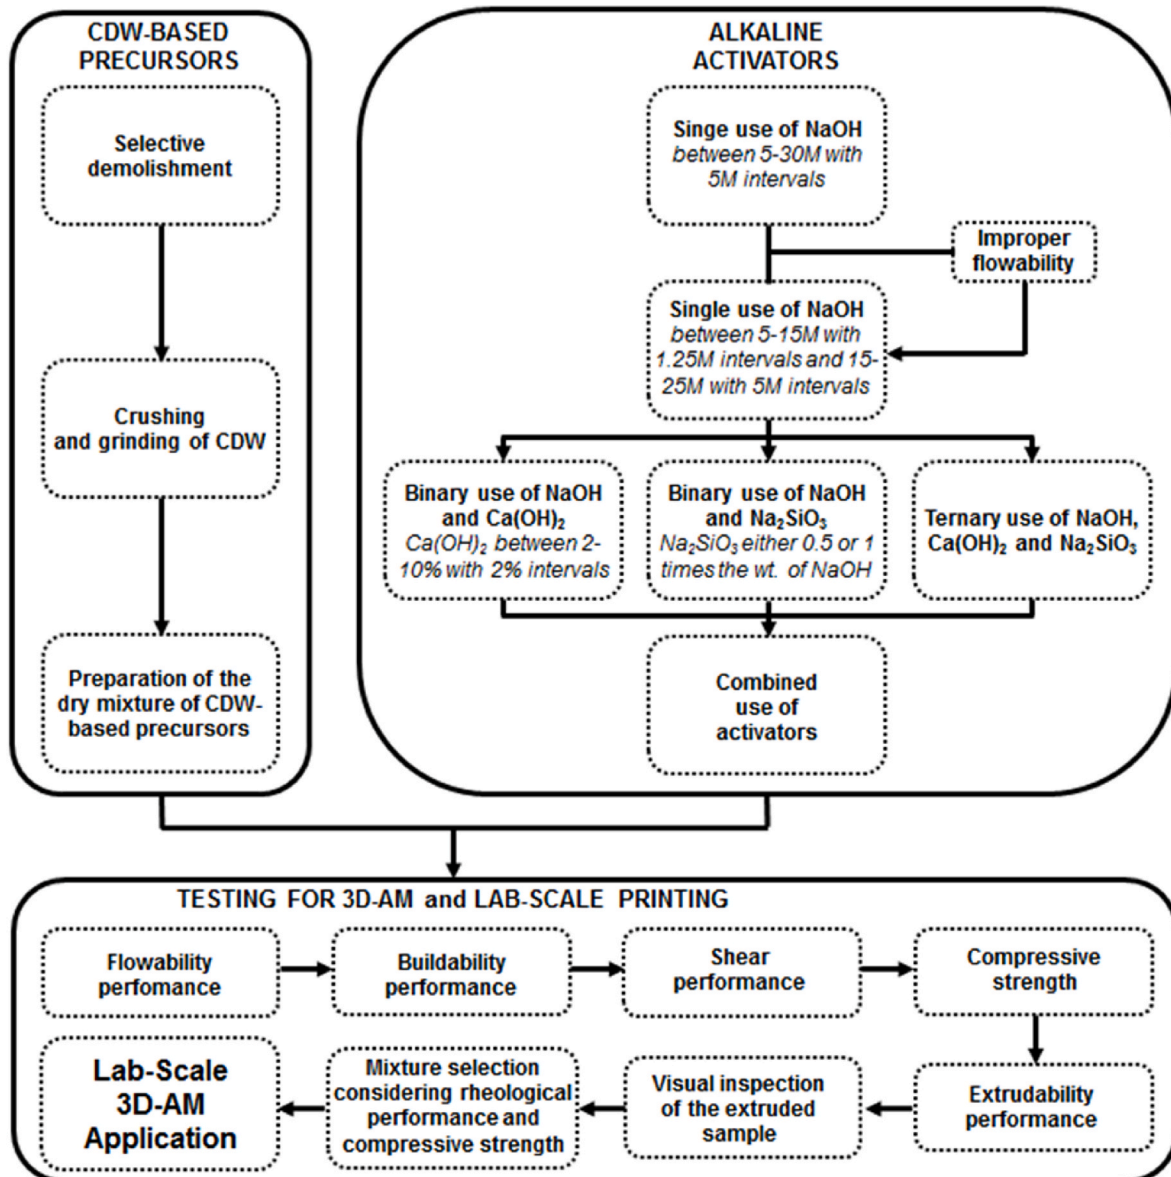 CDW-BASED
PRECURSORS
Selective
demolishment
Crushing
and grinding of CDW
Preparation of the
dry mixture of CDW-
based precursors
ALKALINE
ACTIVATORS
Singe use of NaOH
between 5-30M with
5M intervals
Improper
flowability
Single use of NaOH
between 5-15M with
1.25M intervals and 15-
25M with 5M intervals
Binary use of NaOH
and Ca(OH)₂
Ca(OH)₂ between 2-
10% with 2% intervals
Binary use of NaOH
and Na₂SiO₃
Na₂SiO₃ either 0.5 or 1
times the wt. of NaOH
Ternary use of NaOH,
Ca(OH)₂ and Na₂SiO₃
Combined
use of
activators
TESTING FOR 3D-AM and LAB-SCALE PRINTING
Flowability
perfomance
Buildability
performance
Shear
performance
Compressive
strength
Extrudability
performance
Visual inspection
of the extruded
sample
Mixture selection
considering rheological
performance and
compressive strength
Lab-Scale
3D-AM
Application